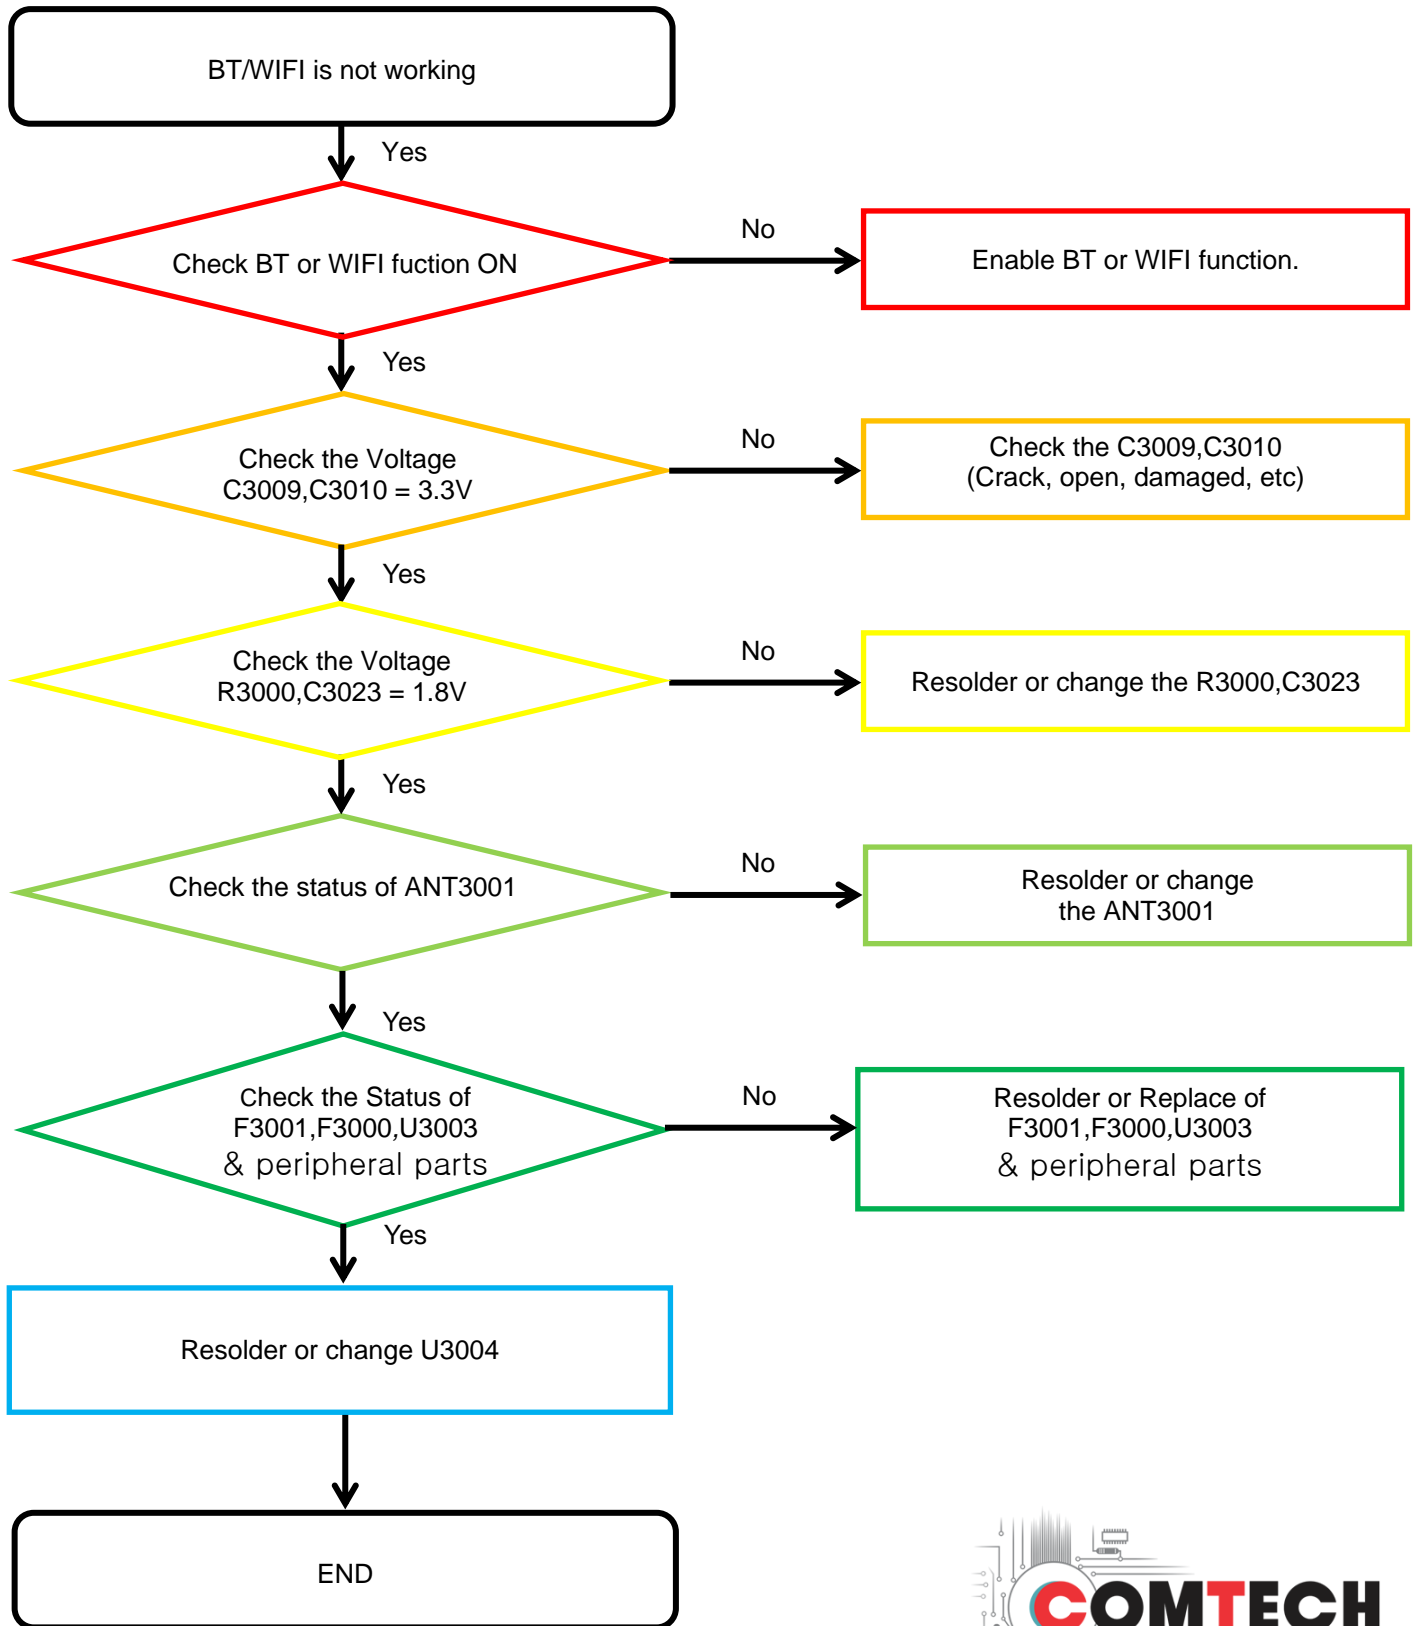 BT/WIFI is not working
Yes
Check BT or WIFI fuction ON
No
Enable BT or WIFI function.
Yes
Check the Voltage
C3009,C3010 = 3.3V
No
Check the C3009,C3010
(Crack, open, damaged, etc)
Yes
Check the Voltage
R3000,C3023 = 1.8V
No
Resolder or change the R3000,C3023
Yes
Check the status of ANT3001
No
Resolder or change
the ANT3001
Yes
Check the Status of
F3001,F3000,U3003
& peripheral parts
No
Resolder or Replace of
F3001,F3000,U3003
& peripheral parts
Yes
Resolder or change U3004
END
COMTECH